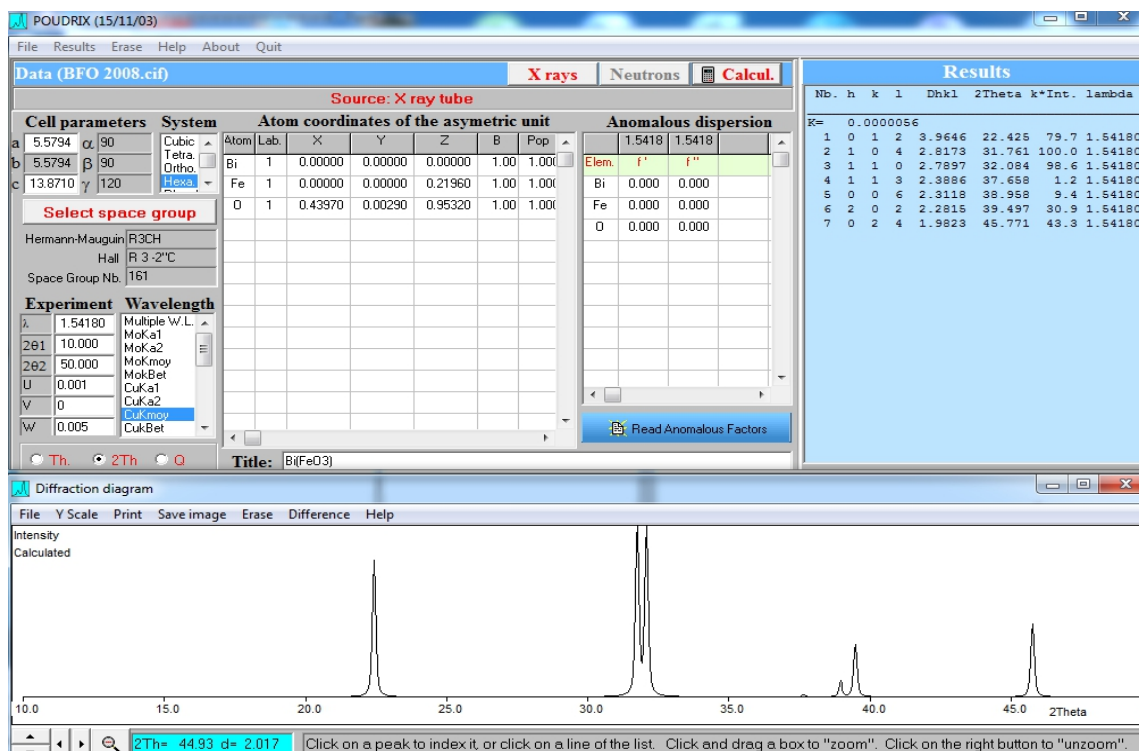 POUDRIX (15/11/03)
File Results Erase Help About Quit
Data (BFO 2008.cif)
X rays Neutrons Calcul.
Source: X ray tube
Cell parameters System
a 5.5794 α 90
b 5.5794 β 90
c 13.8710 γ 120
Cubic
Tetra.
Ortho.
Hexa.
Select space group
Hermann-Mauguin R3CH
Hall R 3 -2"C
Space Group Nb. 161
Experiment Wavelength
λ 1.54180
2θ1 10.000
2θ2 50.000
U 0.001
V 0
W 0.005
Multiple W.L.
MoKa1
MoKa2
MoKmoy
MokBet
CuKa1
CuKa2
CuKmoy
CukBet
Th. 2Th Q
Atom coordinates of the asymetric unit
Atom Lab. X Y Z B Pop
Bi 1 0.00000 0.00000 0.00000 1.00 1.000
Fe 1 0.00000 0.00000 0.21960 1.00 1.000
O 1 0.43970 0.00290 0.95320 1.00 1.000
Title: Bi(FeO3)
Anomalous dispersion
1.5418 1.5418
Elem. f' f"
Bi 0.000 0.000
Fe 0.000 0.000
O 0.000 0.000
Read Anomalous Factors
Results
Nb. h k l Dhkl 2Theta k*Int. lambda
K= 0.0000056
1 0 1 2 3.9646 22.425 79.7 1.54180
2 1 0 4 2.8173 31.761 100.0 1.54180
3 1 1 0 2.7897 32.084 98.6 1.54180
4 1 1 3 2.3886 37.658 1.2 1.54180
5 0 0 6 2.3118 38.958 9.4 1.54180
6 2 0 2 2.2815 39.497 30.9 1.54180
7 0 2 4 1.9823 45.771 43.3 1.54180
Diffraction diagram
File Y Scale Print Save image Erase Difference Help
Intensity
Calculated
10.0 15.0 20.0 25.0 30.0 35.0 40.0 45.0 2Theta
2Th= 44.93 d= 2.017 Click on a peak to index it, or click on a line of the list. Click and drag a box to "zoom". Click on the right button to "unzoom".